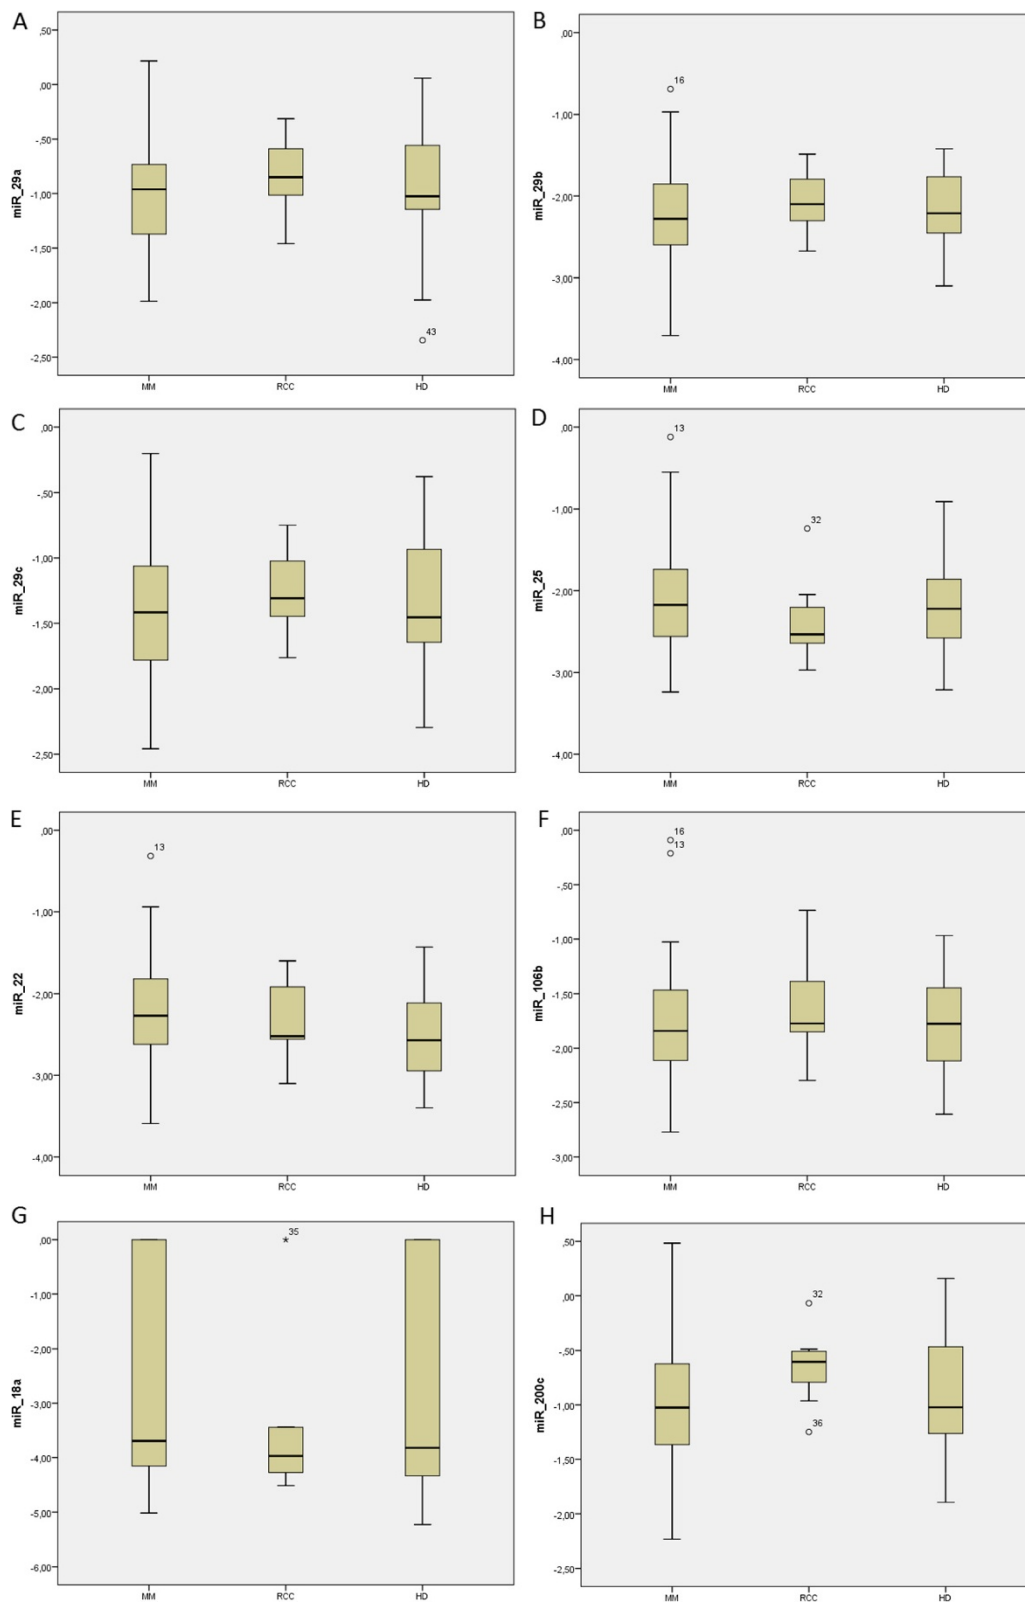 A
,50
,00
-,50
-1,00
-1,50
-2,00
-2,50
miR_29a
43
MM RCC HD
B
,00
-1,00
-2,00
-3,00
-4,00
miR_29b
16
MM RCC HD
C
,00
-,50
-1,00
-1,50
-2,00
-2,50
miR_29c
MM RCC HD
D
,00
-1,00
-2,00
-3,00
-4,00
miR_25
13
32
MM RCC HD
E
,00
-1,00
-2,00
-3,00
-4,00
miR_22
13
MM RCC HD
F
,00
-,50
-1,00
-1,50
-2,00
-2,50
-3,00
miR_106b
16
13
MM RCC HD
G
,00
-1,00
-2,00
-3,00
-4,00
-5,00
-6,00
miR_18a
35
MM RCC HD
H
,50
,00
-,50
-1,00
-1,50
-2,00
-2,50
miR_200c
32
36
MM RCC HD